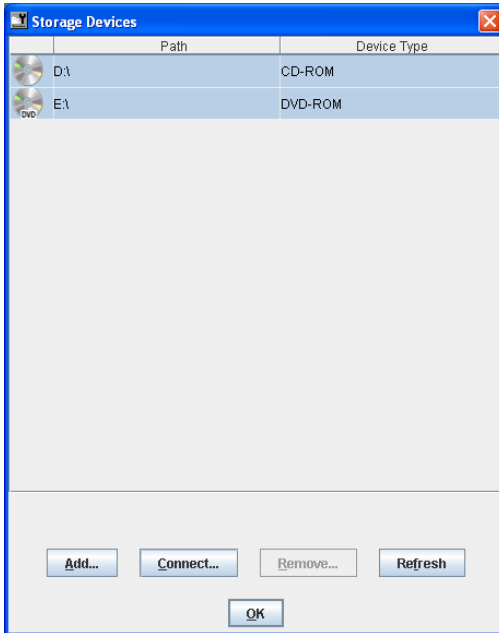 Storage Devices
Path Device Type
D:\ CD-ROM
DVD E:\ DVD-ROM
Add... Connect... Remove... Refresh
OK